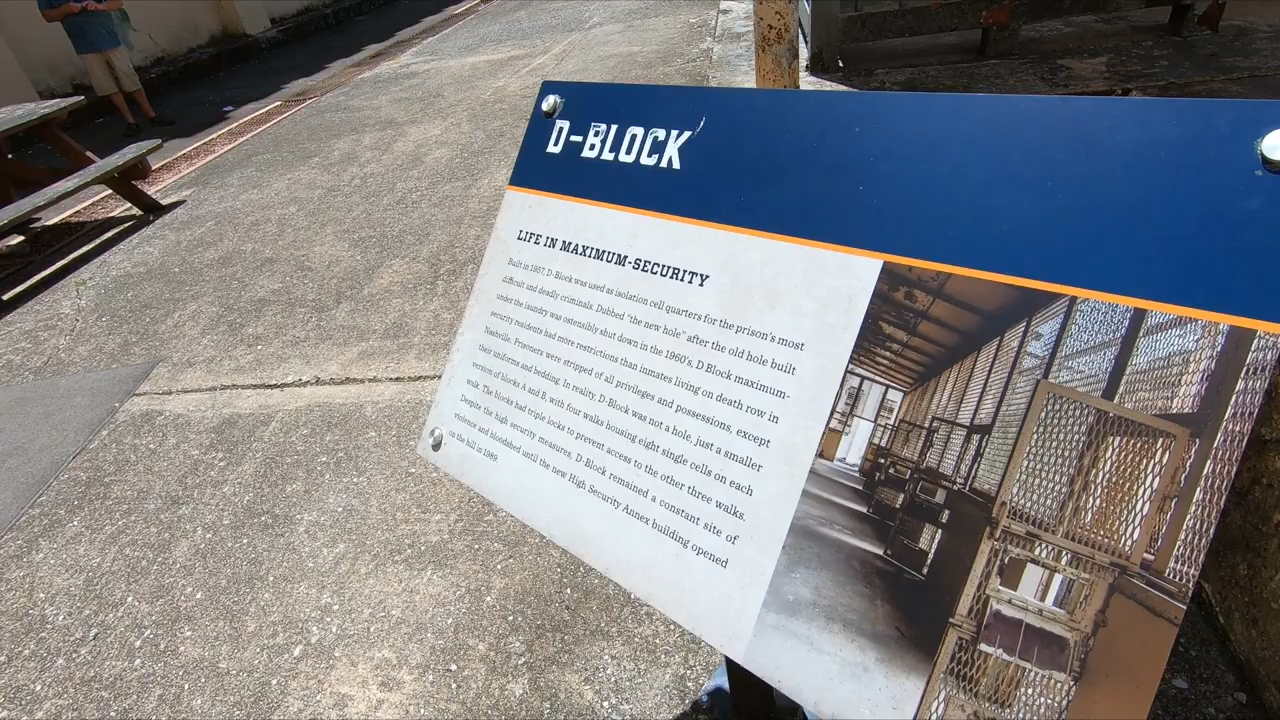 D-BLOCK
LIFE IN MAXIMUM-SECURITY
Built in 1957, D-Block was used as isolation cell quarters for the prison's most
difficult and deadly criminals. Dubbed "the new hole" after the old hole built
under the laundry was ostensibly shut down in the 1960's, D Block maximum-
security residents had more restrictions than inmates living on death row in
Nashville. Prisoners were stripped of all privileges and possessions, except
their uniforms and bedding. In reality, D-Block was not a hole, just a smaller
version of blocks A and B, with four walks housing eight single cells on each
walk. The blocks had triple locks to prevent access to the other three walks.
Despite the high security measures, D-Block remained a constant site of
violence and bloodshed until the new High Security Annex building opened
on the hill in 1989.